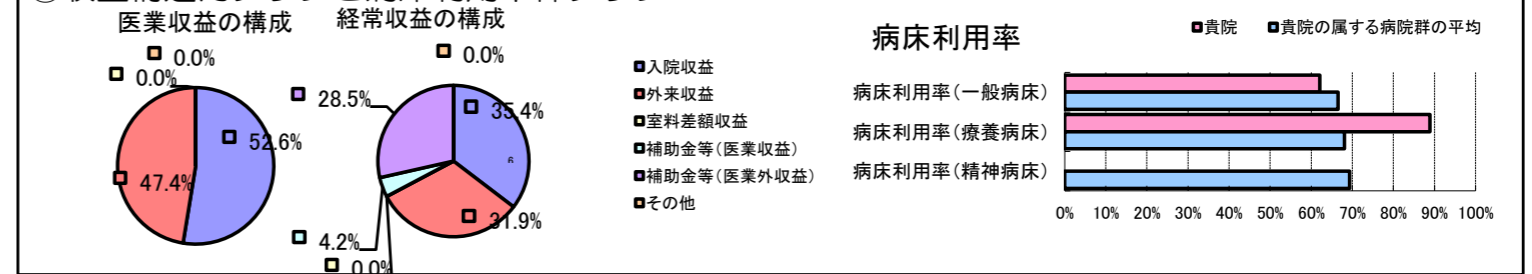 医業収益の構成
0.0%
0.0%
52.6%
47.4%
経常収益の構成
0.0%
28.5%
35.4%
6
31.9%
4.2%
0.0%
入院収益
外来収益
室料差額収益
補助金等(医業収益)
補助金等(医業外収益)
その他
病床利用率
貴院 貴院の属する病院群の平均
病床利用率(一般病床)
病床利用率(療養病床)
病床利用率(精神病床)
0% 10% 20% 30% 40% 50% 60% 70% 80% 90% 100%